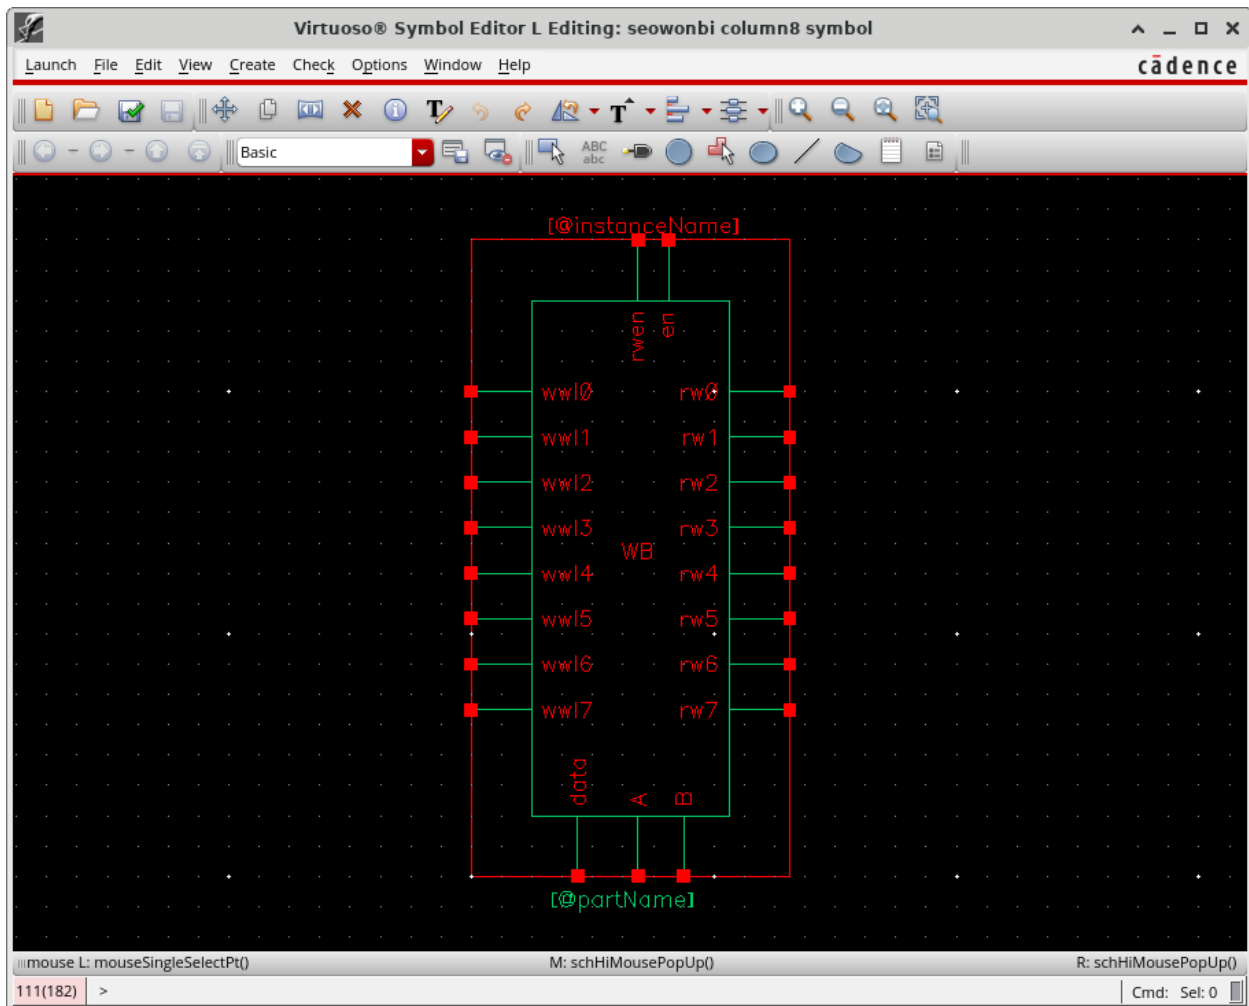 Virtuoso® Symbol Editor L Editing: seowonbi column8 symbol
Launch File Edit View Create Check Options Window Help
cādence
Basic
ABC
abc
[@instanceName]
rwen
en
wwl0 rw0
wwl1 rw1
wwl2 rw2
wwl3 rw3
WB
wwl4 rw4
wwl5 rw5
wwl6 rw6
wwl7 rw7
data
A
B
[@partName]
mouse L: mouseSingleSelectPt() M: schHiMousePopUp() R: schHiMousePopUp()
111(182) > Cmd: Sel: 0